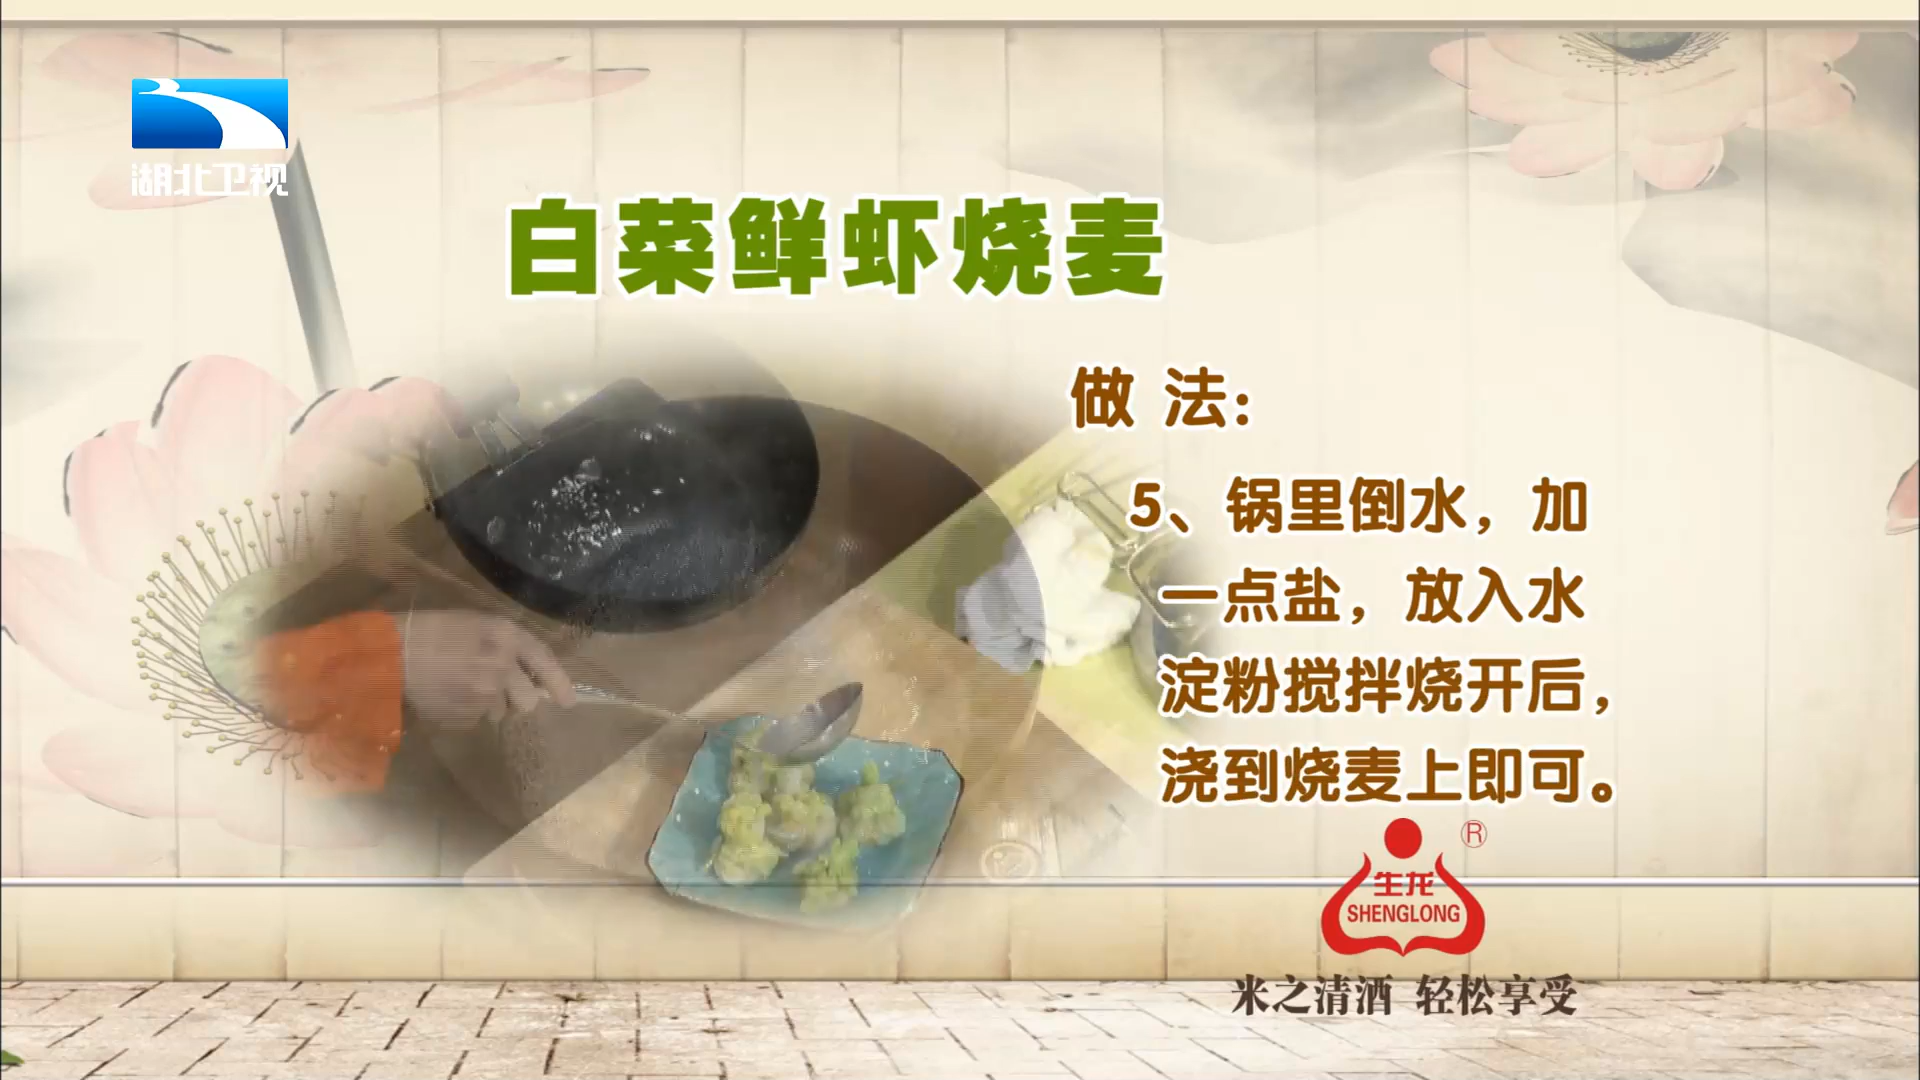 湖北卫视
白菜鲜虾烧麦
做 法:
5、锅里倒水，加
一点盐，放入水
淀粉搅拌烧开后，
浇到烧麦上即可。
®
生龙
SHENGLONG
米之清酒 轻松享受